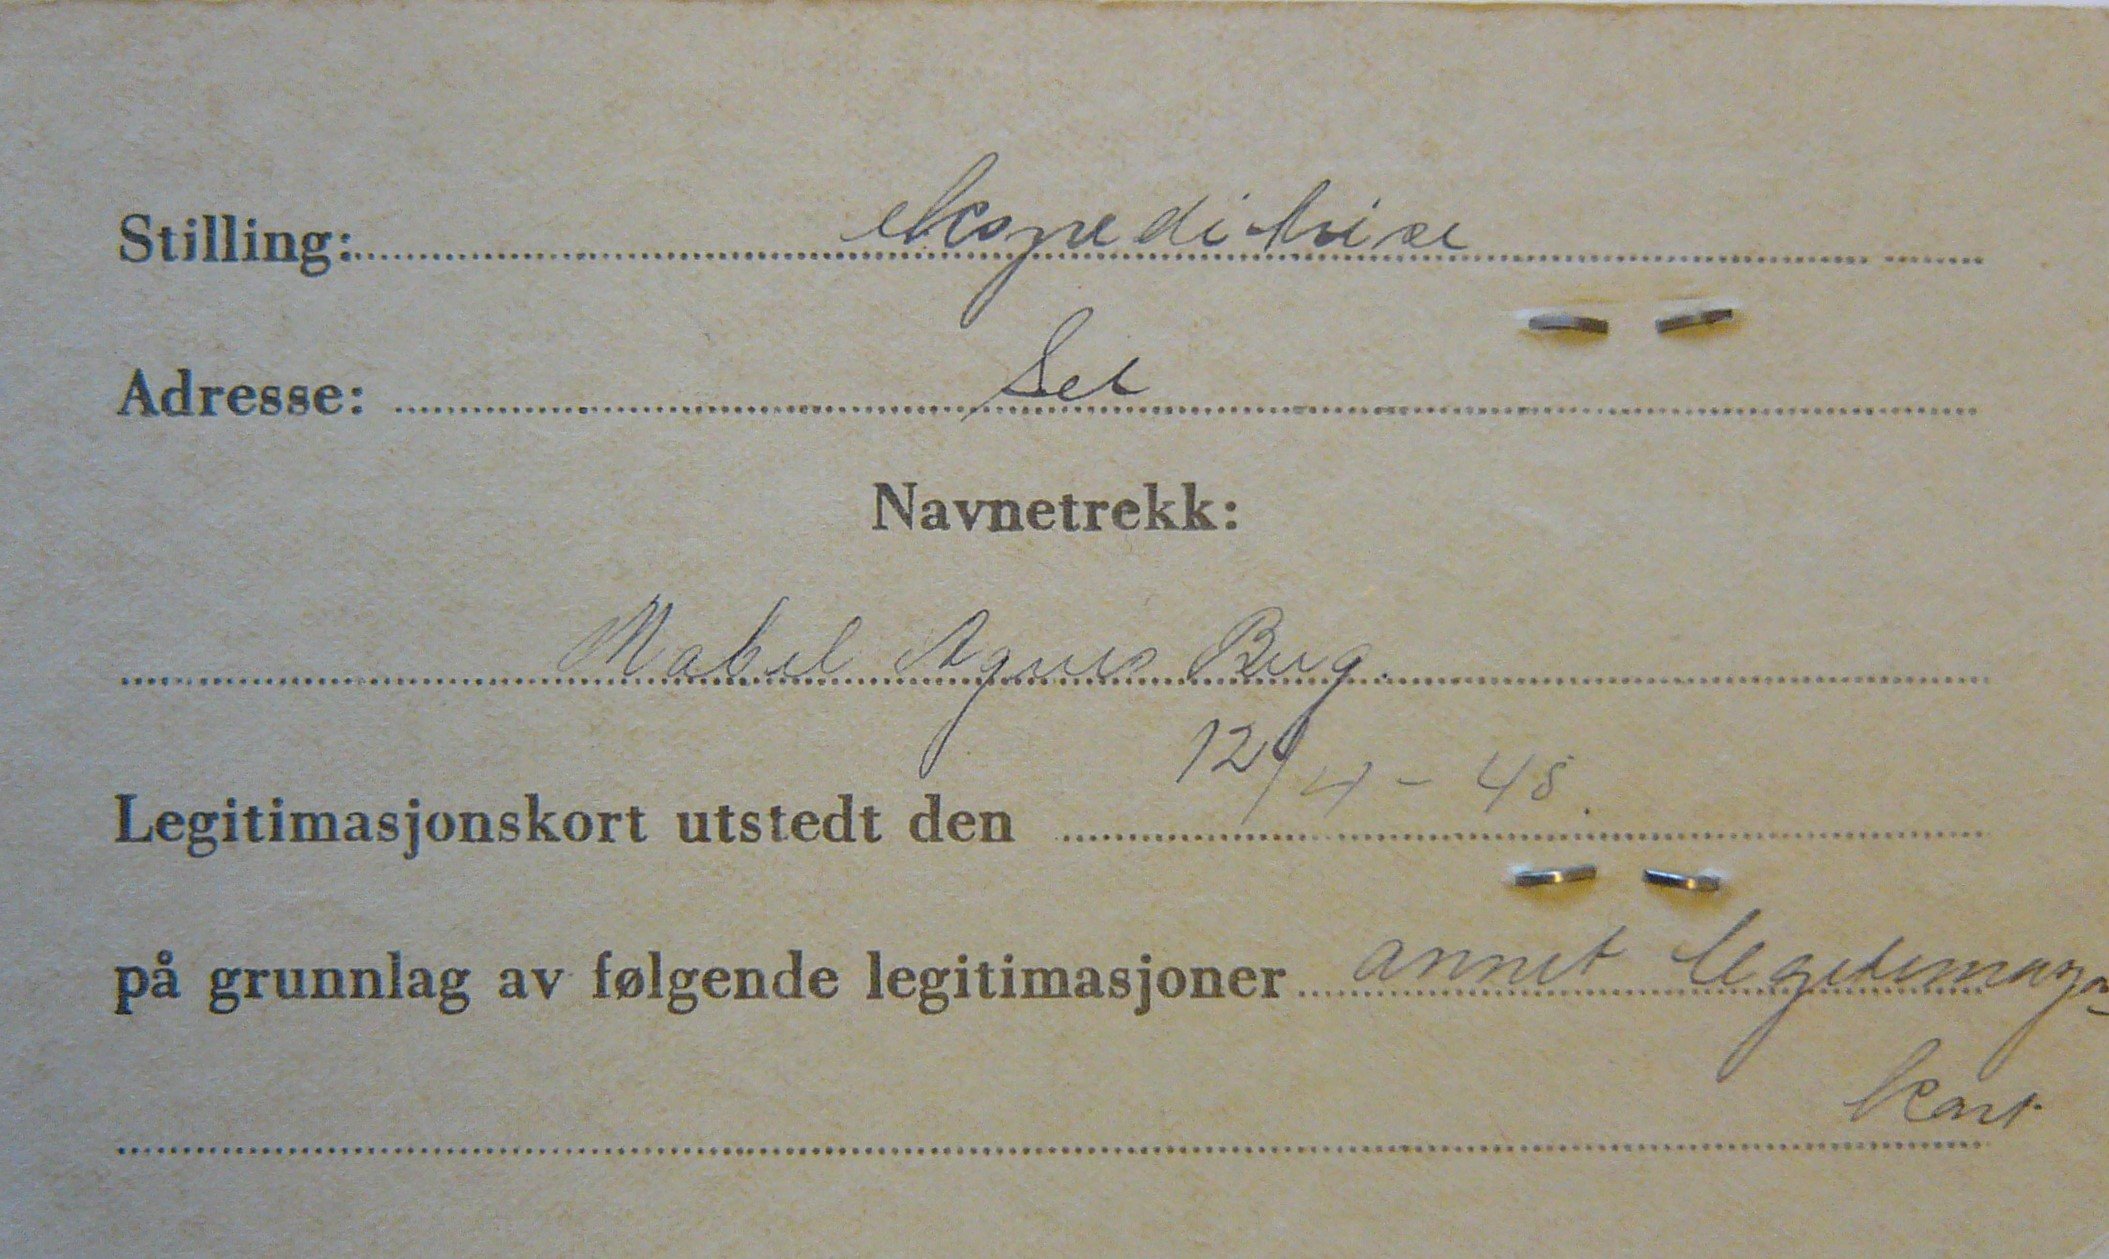 Stilling: ekspeditrise
Adresse: Sel
Navnetrekk:
Mabel Agnes Berg.
Legitimasjonskort utstedt den 12/4 - 45.
på grunnlag av følgende legitimasjoner annet legitimasjons
kort